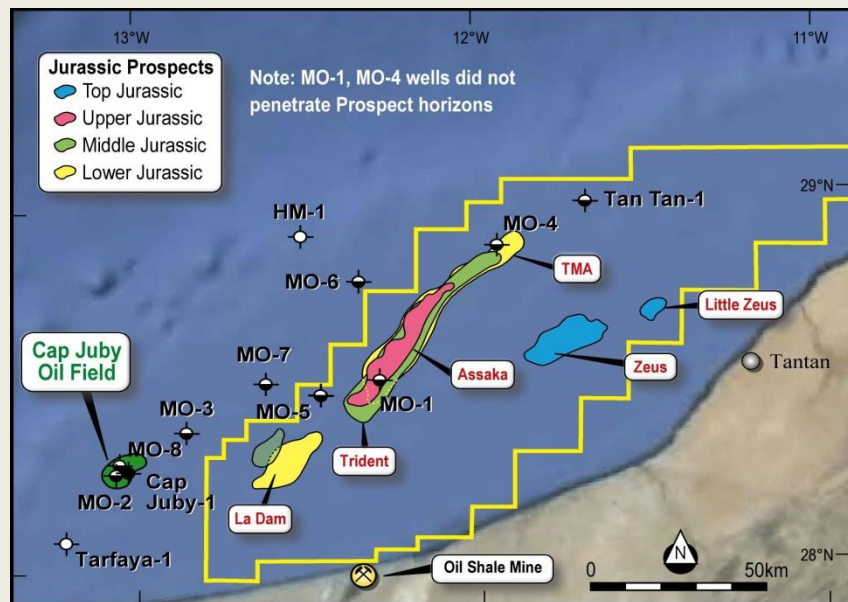 13°W
12°W
11°W
Jurassic Prospects
Top Jurassic
Upper Jurassic
Middle Jurassic
Lower Jurassic
Note: MO-1, MO-4 wells did not
penetrate Prospect horizons
29°N
Tan Tan-1
HM-1
MO-4
TMA
MO-6
Little Zeus
Cap Juby
Oil Field
MO-7
Zeus
Tantan
Assaka
MO-3
MO-5
MO-1
MO-8
Trident
MO-2
Cap
Juby-1
La Dam
Tarfaya-1
Oil Shale Mine
N
28°N
0
50km